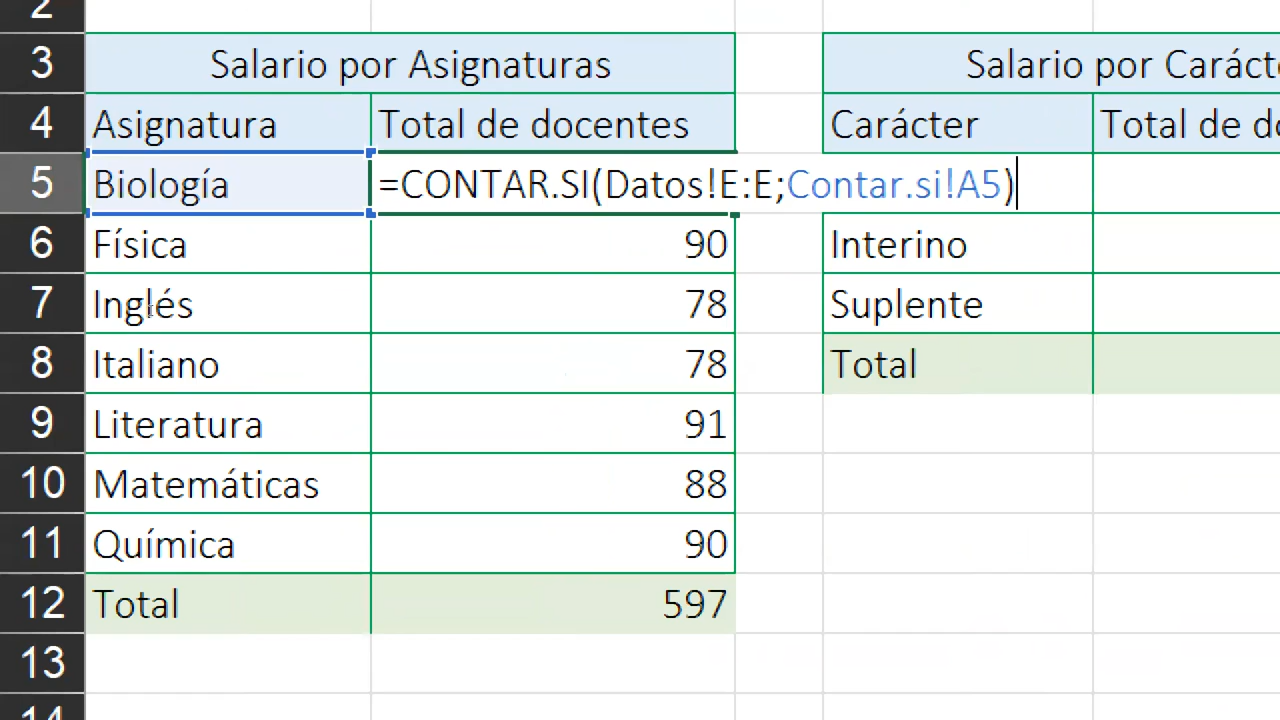 2
3 Salario por Asignaturas Salario por Carácte
4 Asignatura Total de docentes Carácter Total de do
5 Biología =CONTAR.SI(Datos!E:E;Contar.si!A5)
6 Física 90 Interino
7 Inglés 78 Suplente
8 Italiano 78 Total
9 Literatura 91
10 Matemáticas 88
11 Química 90
12 Total 597
13
14